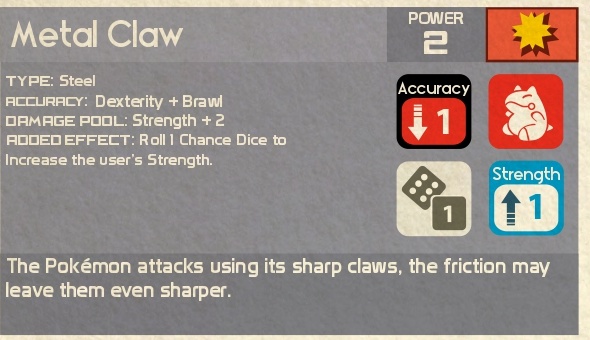 Metal Claw
POWER
2
TYPE: Steel
ACCURACY: Dexterity + Brawl
DAMAGE POOL: Strength + 2
ADDED EFFECT: Roll 1 Chance Dice to
Increase the user's Strength.
Accuracy
1
1
Strength
1
The Pokémon attacks using its sharp claws, the friction may
leave them even sharper.